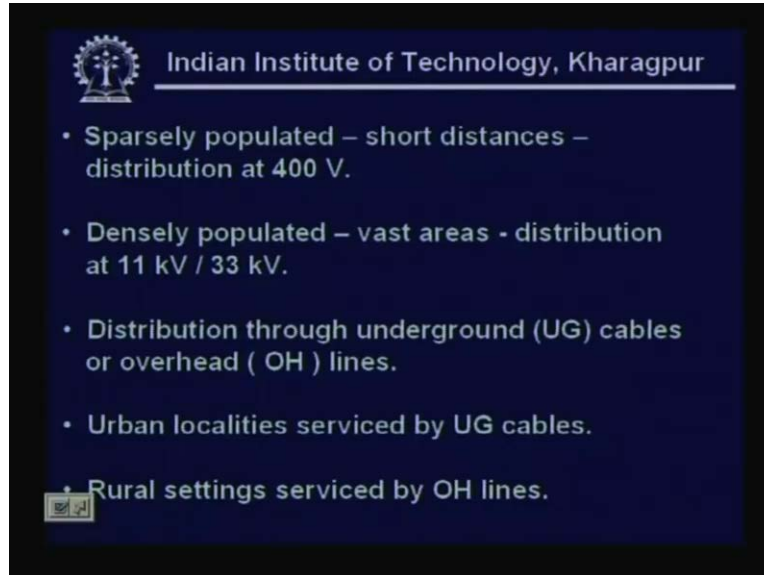 Indian Institute of Technology, Kharagpur
• Sparsely populated – short distances –
distribution at 400 V.
• Densely populated – vast areas - distribution
at 11 kV / 33 kV.
• Distribution through underground (UG) cables
or overhead ( OH ) lines.
• Urban localities serviced by UG cables.
• Rural settings serviced by OH lines.